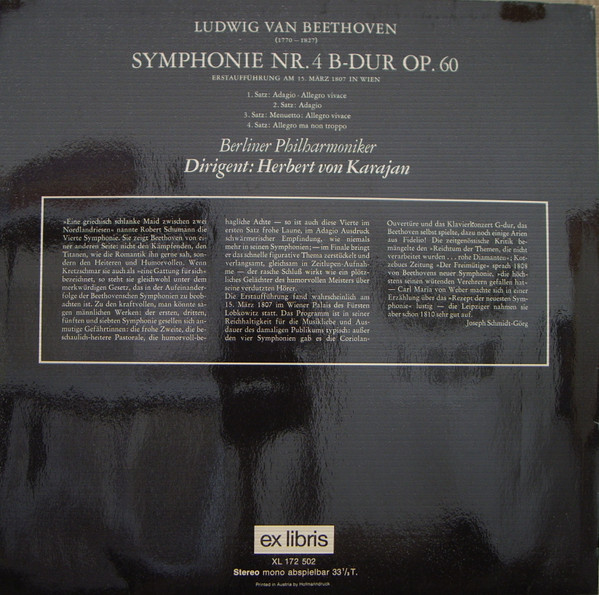 LUDWIG VAN BEETHOVEN
(1770–1827)
SYMPHONIE NR. 4 B-DUR OP. 60
ERSTAUFFÜHRUNG AM 15. MÄRZ 1807 IN WIEN
1. Satz: Adagio · Allegro vivace
2. Satz: Adagio
3. Satz: Menuetto: Allegro vivace
4. Satz: Allegro ma non troppo
Berliner Philharmoniker
Dirigent: Herbert von Karajan
«Eine griechisch schlanke Maid zwischen zwei
Nordlandriesen» nannte Robert Schumann die
Vierte Symphonie. Sie zeigt Beethoven von ei-
ner anderen Seite: nicht den Kämpfenden, den
Titanen, wie die Romantik ihn gerne sah, son-
dern den Heiteren und Humorvollen. Wenn
Kretzschmar sie auch als «eine Gattung für sich»
bezeichnet, so steht sie gleichwohl unter dem
merkwürdigen Gesetz, das in der Aufeinander-
folge der Beethovenschen Symphonien zu beob-
achten ist. Zu den kraftvollen, man könnte sa-
gen männlichen Werken: der ersten, dritten,
fünften und siebten Symphonie gesellen sich an-
mutige Gefährtinnen: die frohe Zweite, die be-
schaulich-heitere Pastorale, die humorvoll-be-
hagliche Achte — so ist auch diese Vierte im
ersten Satz frohe Laune, im Adagio Ausdruck
schwärmerischer Empfindung, wie niemals
mehr in seinen Symphonien; — im Finale bringt
er das schnelle figurative Thema zerstückelt und
verlangsamt, gleichsam in Zeitlupen-Aufnah-
me — der rasche Schluß wirkt wie ein plötz-
liches Gelächter des humorvollen Meisters über
seine verdutzten Hörer.
Die Erstaufführung fand wahrscheinlich am
15. März 1807 im Wiener Palais des Fürsten
Lobkowitz statt. Das Programm ist in seiner
Reichhaltigkeit für die Musikliebe und Aus-
dauer des damaligen Publikums typisch: außer
den vier Symphonien gab es die Coriolan-
Ouvertüre und das Klavierkonzert G-dur, das
Beethoven selbst spielte, dazu noch einige Arien
aus Fidelio! Die zeitgenössische Kritik be-
mängelte den «Reichtum der Themen, die nicht
verarbeitet wurden . . . rohe Diamanten»; Kot-
zebues Zeitung «Der Freimütige» sprach 1808
von Beethovens neuer Symphonie, «die höch-
stens seinen wütenden Verehrern gefallen hat»
— Carl Maria von Weber machte sich in einer
Erzählung über das «Rezept der neuesten Sym-
phonie» lustig — die Leipziger nahmen sie
aber schon 1810 sehr gut auf.
Joseph Schmidt-Görg
ex libris
XL 172 502
Stereo mono abspielbar 33 1/3 T.
Printed in Austria by Hofmanndruck